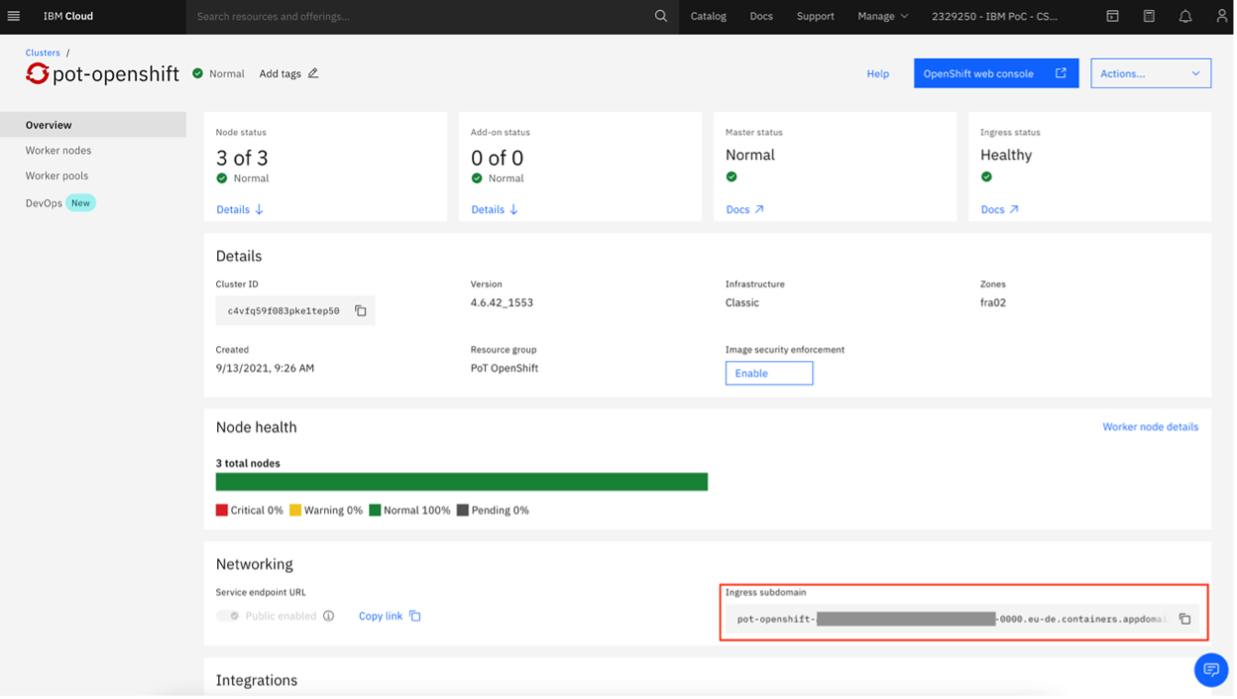 IBM Cloud
Search resources and offerings...
Catalog
Docs
Support
Manage
2329250 - IBM PoC - CS...
Clusters /
pot-openshift
Normal
Add tags
Help
OpenShift web console
Actions...
Overview
Worker nodes
Worker pools
DevOps New
Node status
3 of 3
Normal
Details
Add-on status
0 of 0
Normal
Details
Master status
Normal
Docs
Ingress status
Healthy
Docs
Details
Cluster ID
c4vfq59f083pke1tep50
Version
4.6.42_1553
Infrastructure
Classic
Zones
fra02
Created
9/13/2021, 9:26 AM
Resource group
PoT OpenShift
Image security enforcement
Enable
Node health
Worker node details
3 total nodes
Critical 0% Warning 0% Normal 100% Pending 0%
Networking
Service endpoint URL
Public enabled
Copy link
Ingress subdomain
pot-openshift- -0000.eu-de.containers.appdomai
Integrations